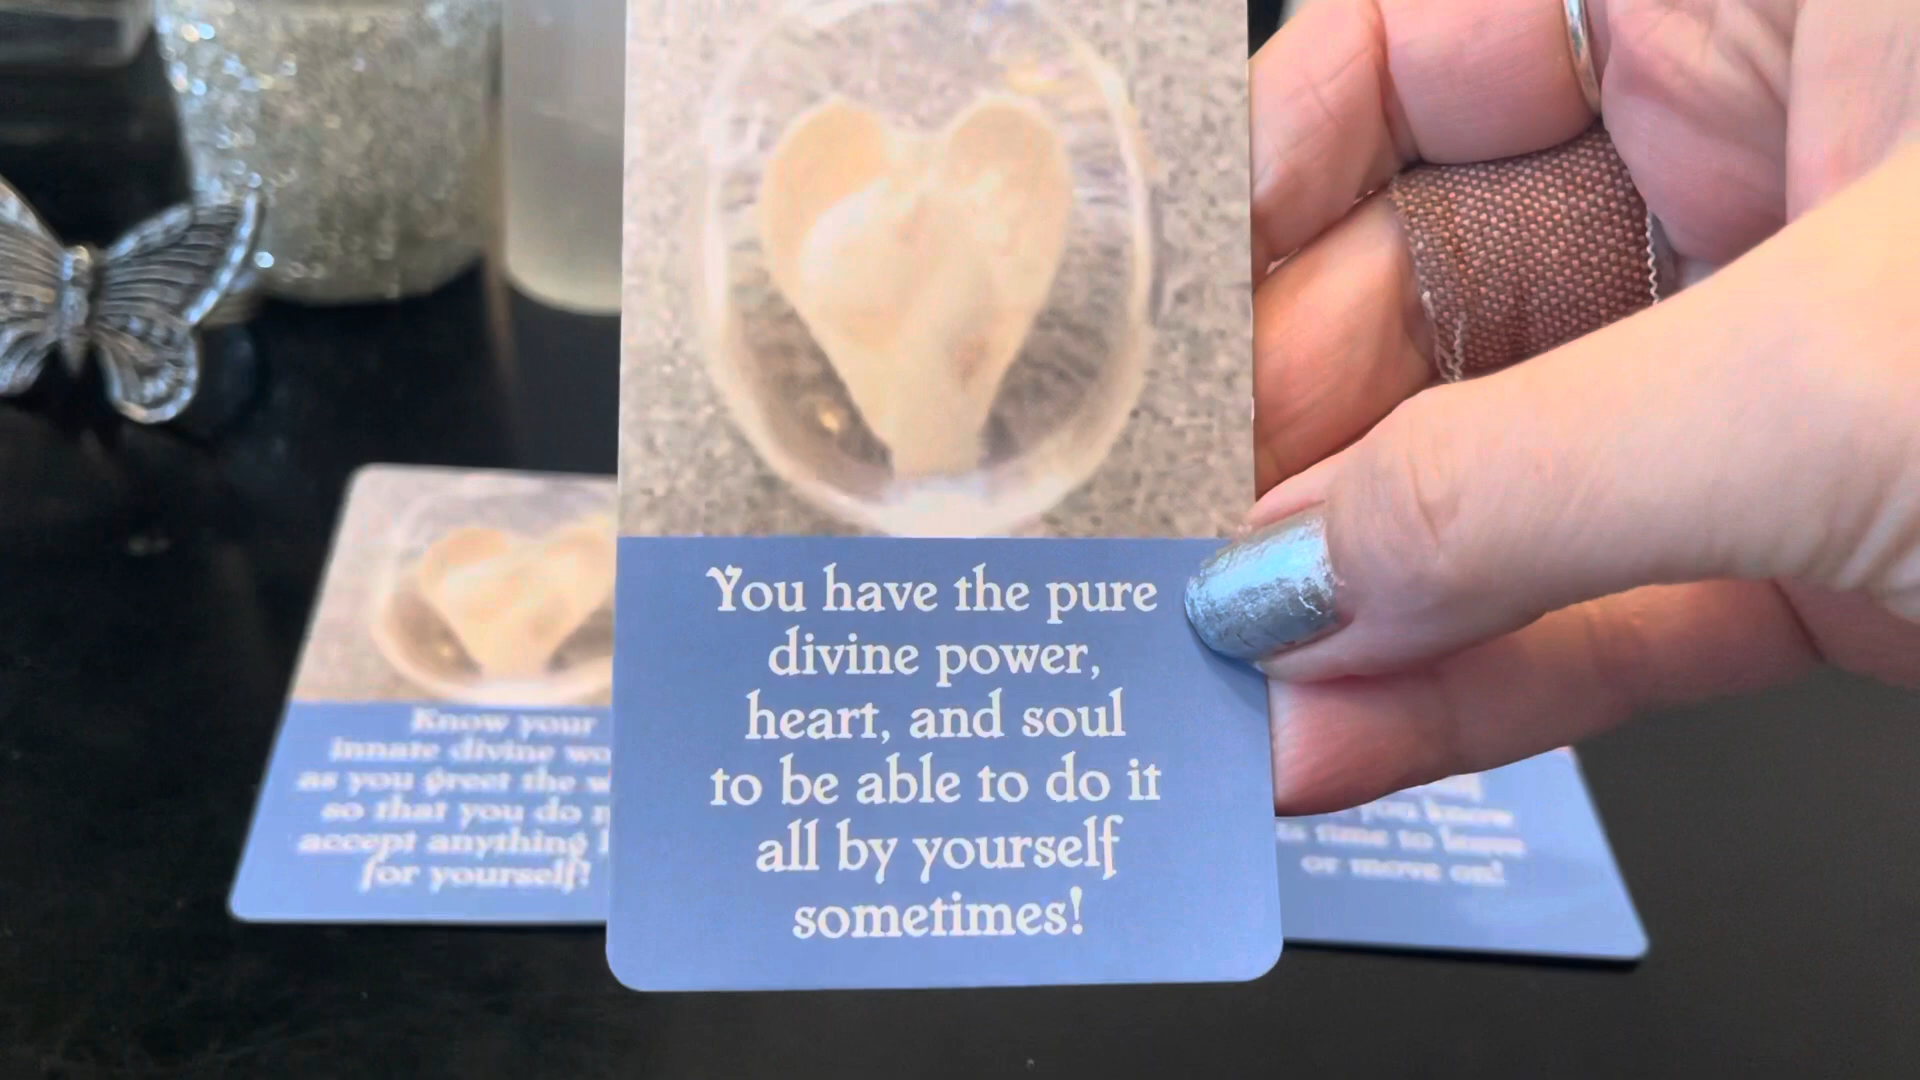 You have the pure
divine power,
heart, and soul
to be able to do it
all by yourself
sometimes!
Know your
innate divine
as you greet the
so that you do
accept anything
for yourself!
you know
time to leave
or move on!